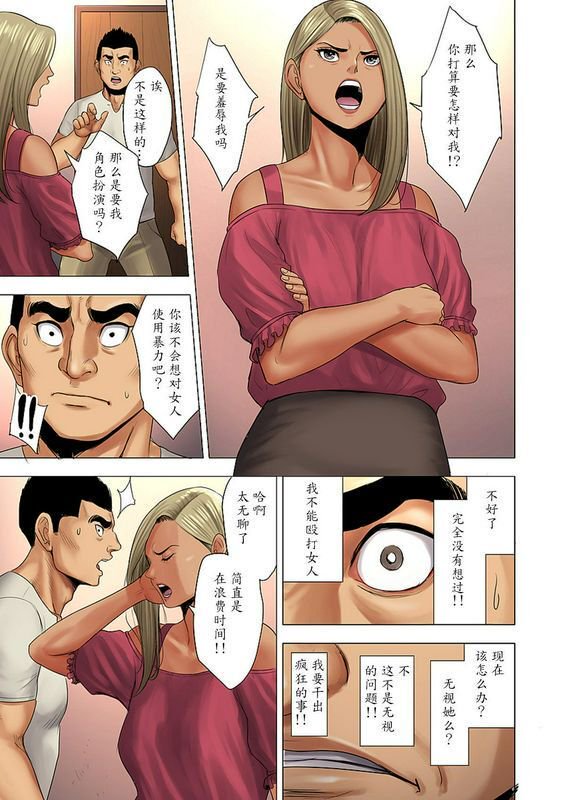 那么
你打算要怎样对我!?
是要羞辱我吗
诶
不是这样的…
那么是要我
角色扮演吗?
你该不会想对女人
使用暴力吧?
!!!
不好了
完全没有想过!!
我不能殴打女人
哈啊
太无聊了
简直是
在浪费时间!!
现在
该怎么办?
无视她么?
不
这不是无视
的问题!!
我要干出
疯狂的事!!